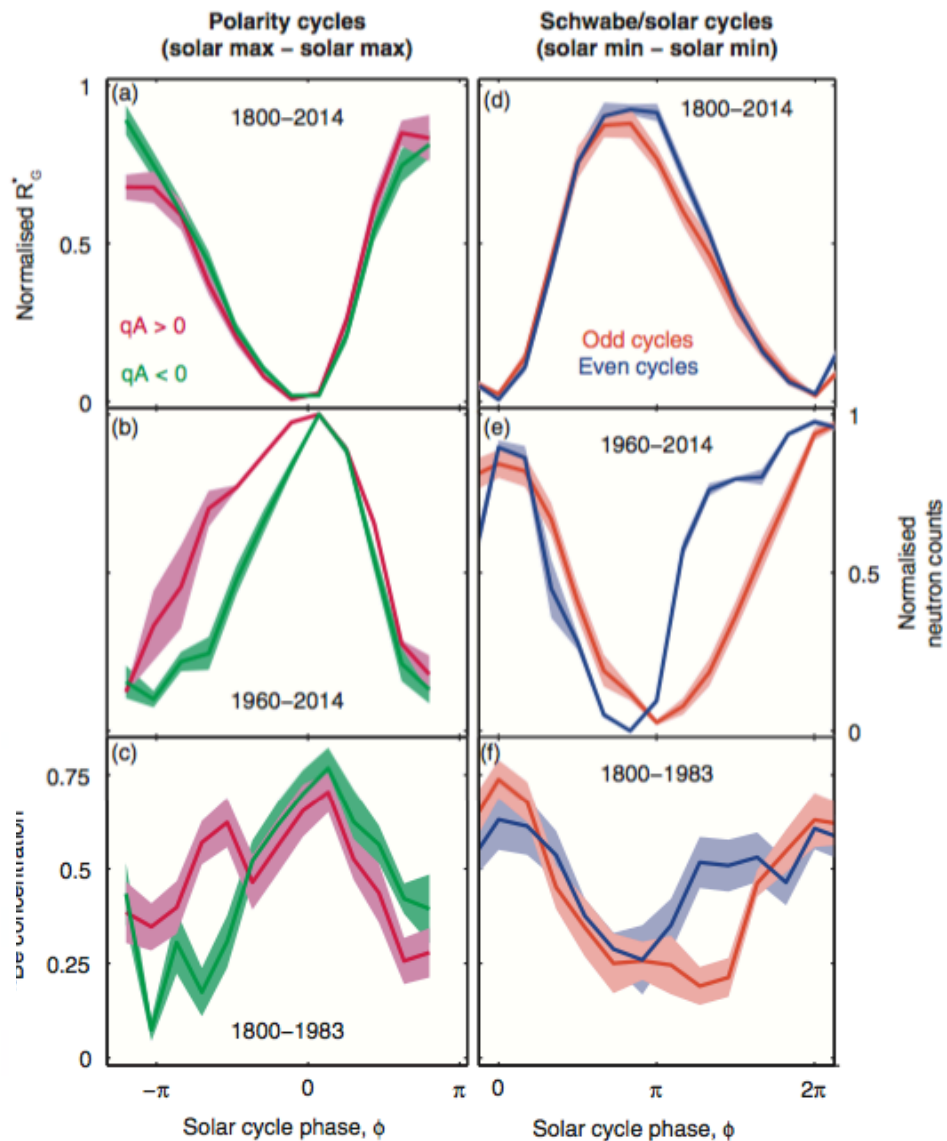 Polarity cycles
(solar max – solar max)
Schwabe/solar cycles
(solar min – solar min)
(a)
1800–2014
1
0.5
0
Normalised R*G
qA > 0
qA < 0
(d)
1800–2014
Odd cycles
Even cycles
(b)
1960–2014
(e)
1960–2014
1
0.5
0
Normalised
neutron counts
(c)
1800–1983
0.75
0.5
0.25
0
Be concentration
(f)
1800–1983
−π
0
π
Solar cycle phase, ϕ
0
π
2π
Solar cycle phase, ϕ